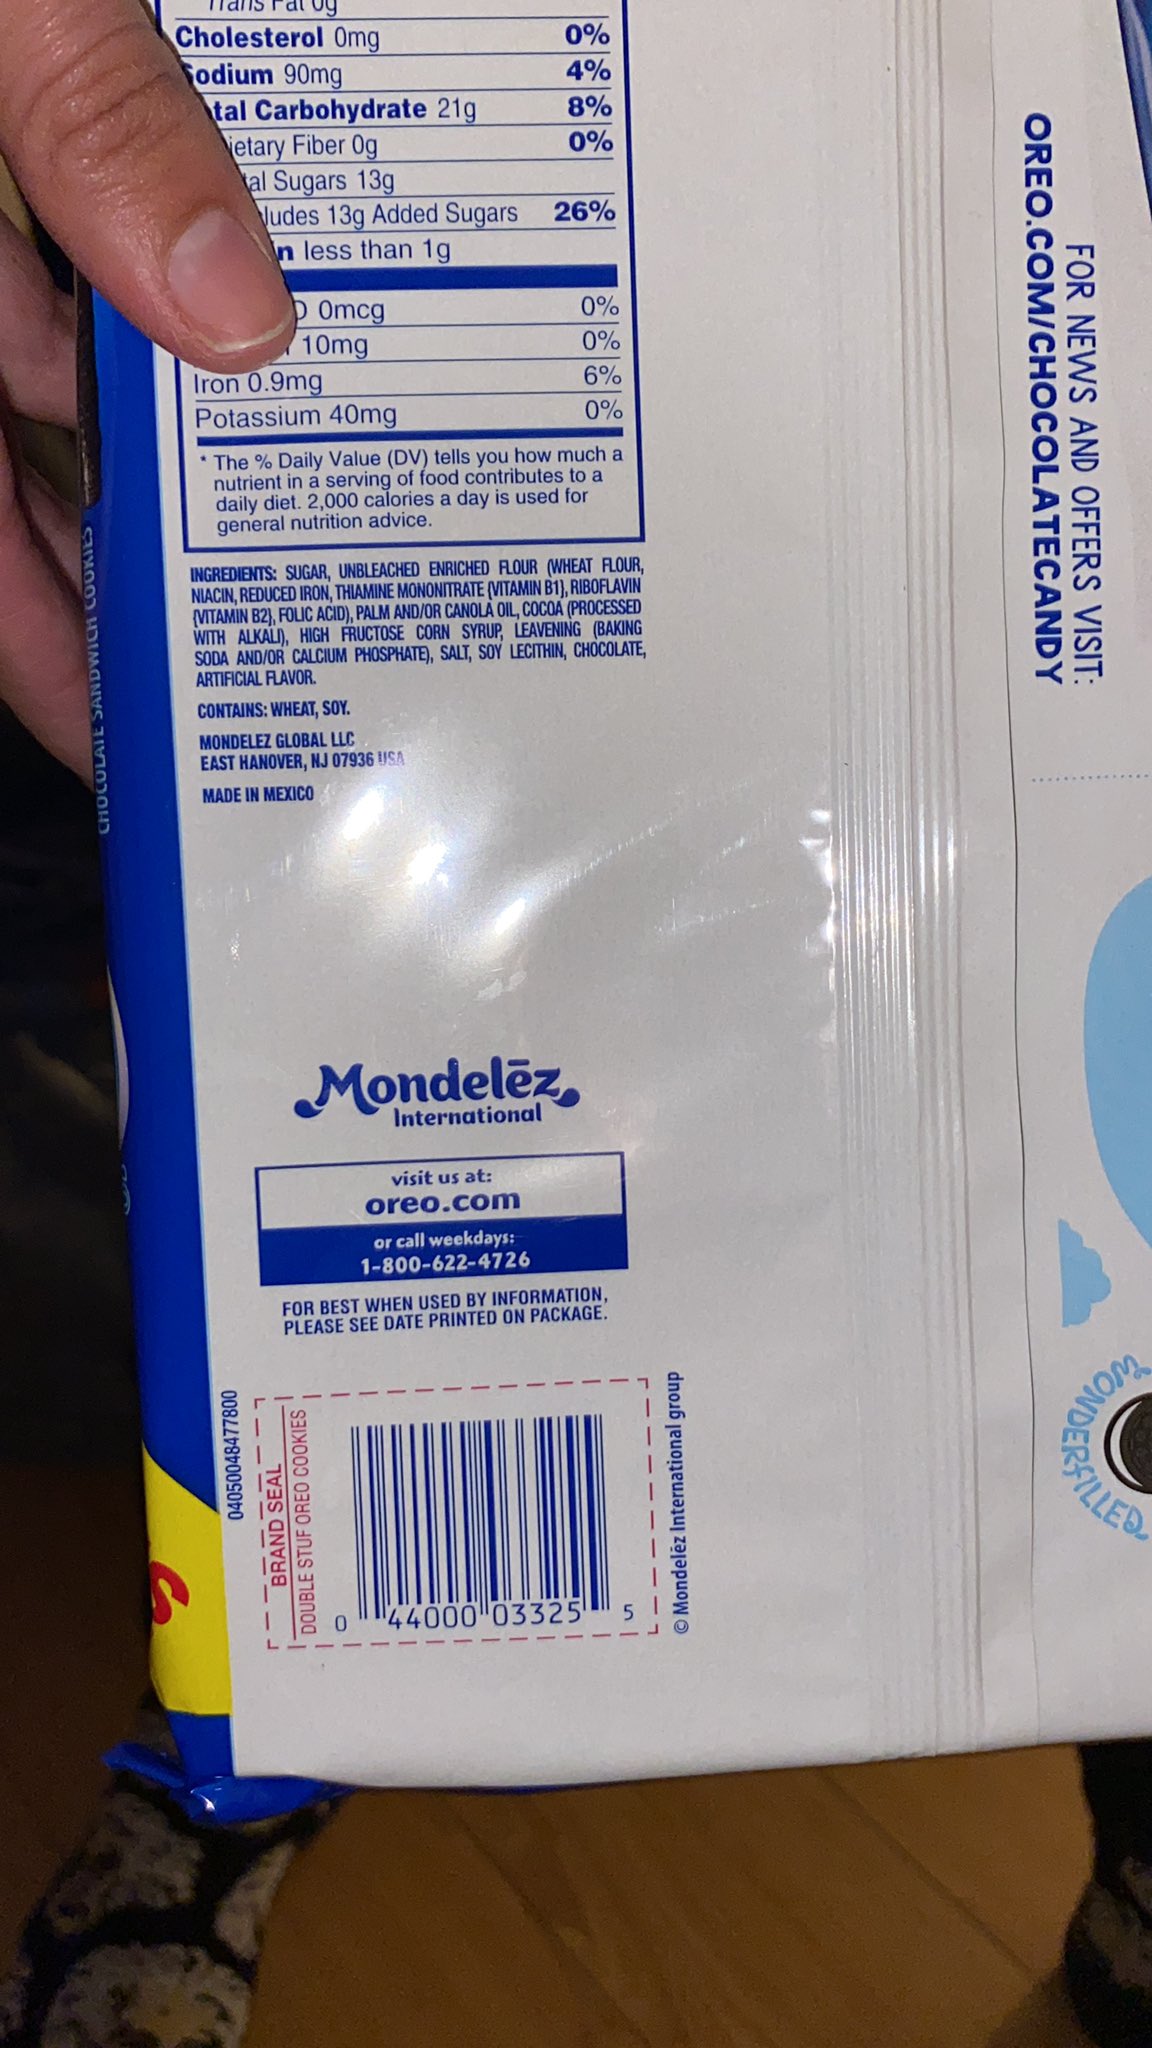 Trans Fat 0g
Cholesterol 0mg 0%
Sodium 90mg 4%
tal Carbohydrate 21g 8%
ietary Fiber 0g 0%
al Sugars 13g
ludes 13g Added Sugars 26%
n less than 1g
D 0mcg 0%
10mg 0%
Iron 0.9mg 6%
Potassium 40mg 0%
* The % Daily Value (DV) tells you how much a
nutrient in a serving of food contributes to a
daily diet. 2,000 calories a day is used for
general nutrition advice.
INGREDIENTS: SUGAR, UNBLEACHED ENRICHED FLOUR (WHEAT FLOUR,
NIACIN, REDUCED IRON, THIAMINE MONONITRATE {VITAMIN B1}, RIBOFLAVIN
{VITAMIN B2}, FOLIC ACID), PALM AND/OR CANOLA OIL, COCOA (PROCESSED
WITH ALKALI), HIGH FRUCTOSE CORN SYRUP, LEAVENING (BAKING
SODA AND/OR CALCIUM PHOSPHATE), SALT, SOY LECITHIN, CHOCOLATE,
ARTIFICIAL FLAVOR.
CONTAINS: WHEAT, SOY.
MONDELEZ GLOBAL LLC
EAST HANOVER, NJ 07936 USA
MADE IN MEXICO
Mondelēz
International
visit us at:
oreo.com
or call weekdays:
1-800-622-4726
FOR BEST WHEN USED BY INFORMATION,
PLEASE SEE DATE PRINTED ON PACKAGE.
04050048477800
BRAND SEAL
DOUBLE STUF OREO COOKIES
0 44000 03325 5
© Mondelēz International group
FOR NEWS AND OFFERS VISIT:
OREO.COM/CHOCOLATECANDY
WONDERFILLED
CHOCOLATE SANDWICH COOKIES
S